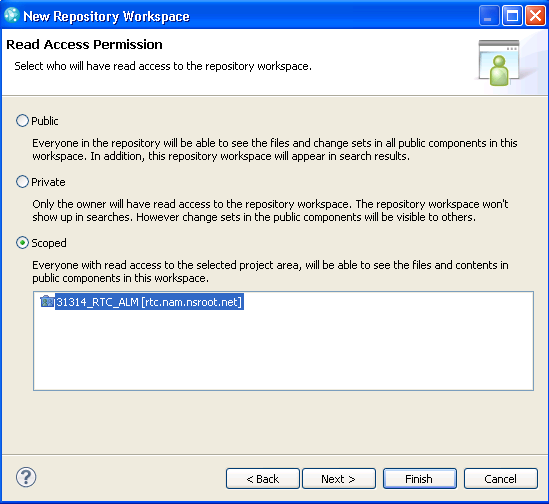 New Repository Workspace
Read Access Permission
Select who will have read access to the repository workspace.
Public
Everyone in the repository will be able to see the files and change sets in all public components in this
workspace. In addition, this repository workspace will appear in search results.
Private
Only the owner will have read access to the repository workspace. The repository workspace won't
show up in searches. However change sets in the public components will be visible to others.
Scoped
Everyone with read access to the selected project area, will be able to see the files and contents in
public components in this workspace.
31314_RTC_ALM [rtc.nam.nsroot.net]
?
< Back
Next >
Finish
Cancel